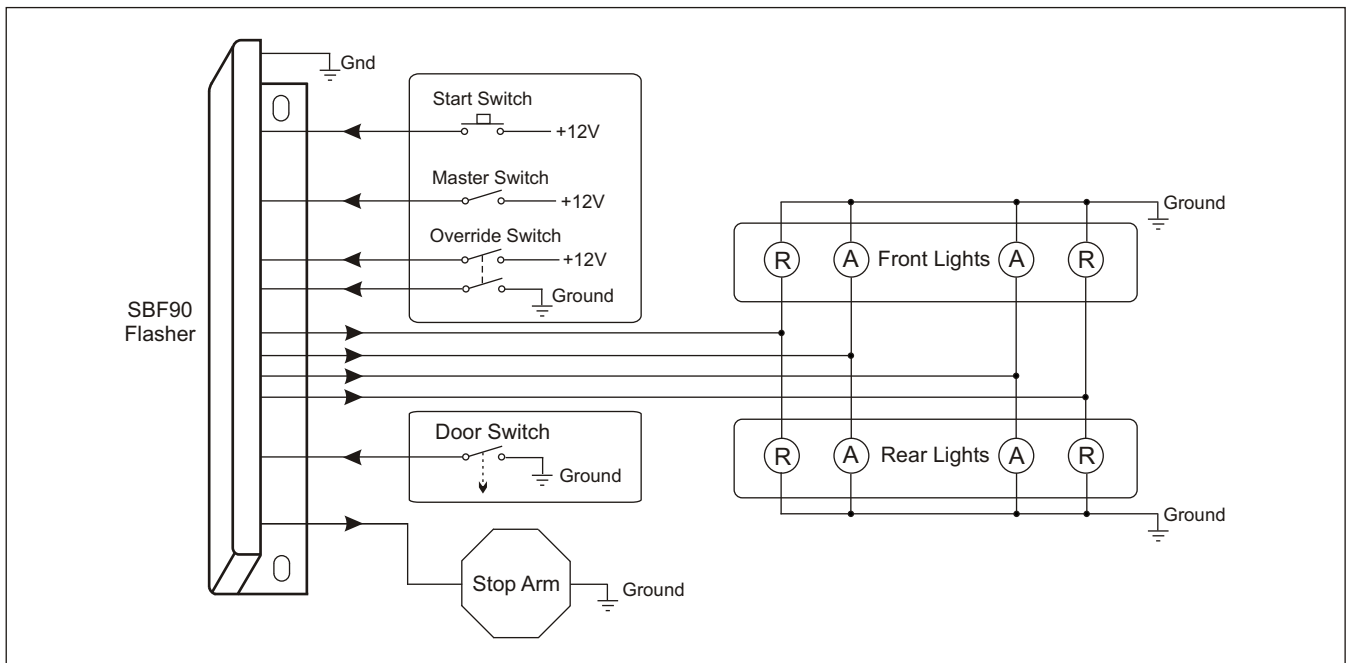 Gnd
Start Switch
+12V
Master Switch
+12V
Override Switch
+12V
Ground
SBF90
Flasher
Ground
R
A
Front Lights
A
R
Door Switch
Ground
R
A
Rear Lights
A
R
Ground
Stop Arm
Ground